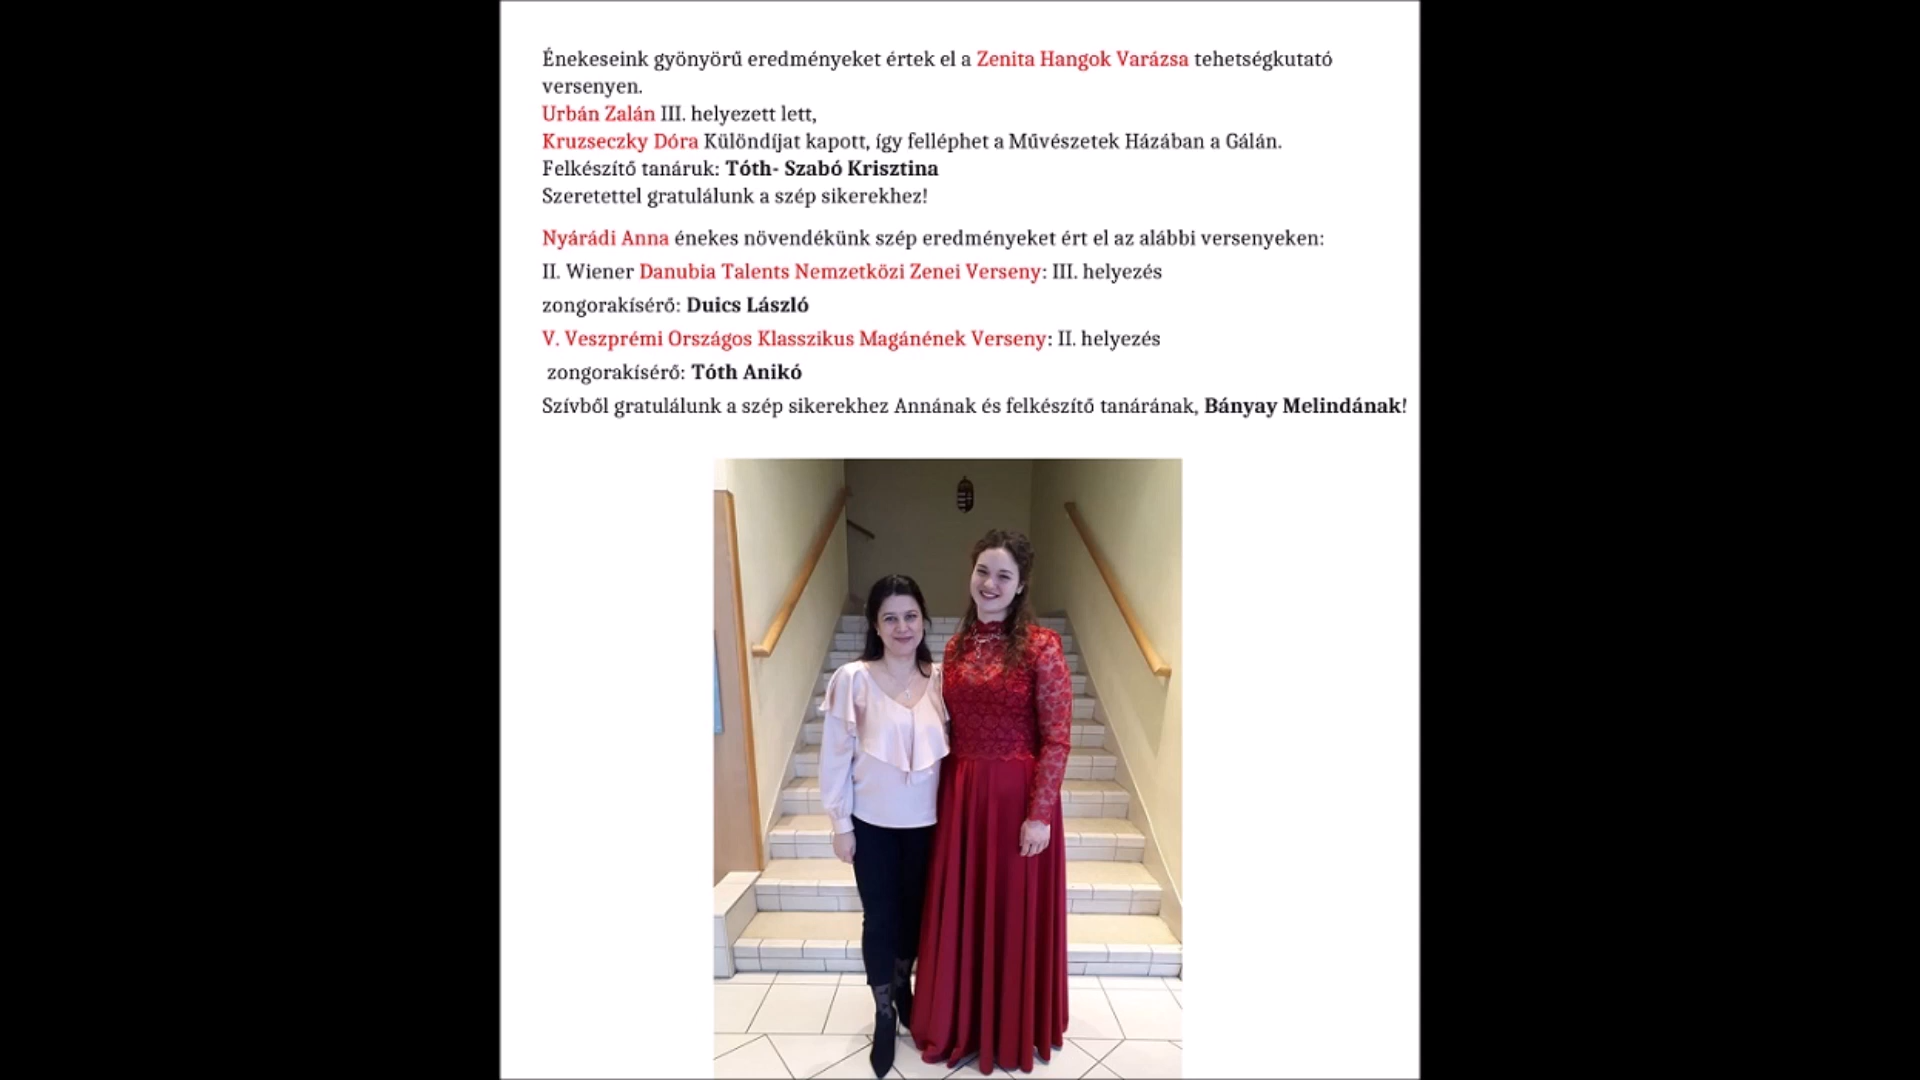 Énekeseink gyönyörű eredményeket értek el a Zenita Hangok Varázsa tehetségkutató
versenyen.
Urbán Zalán III. helyezett lett,
Kruzseczky Dóra Különdíjat kapott, így felléphet a Művészetek Házában a Gálán.
Felkészítő tanáruk: Tóth- Szabó Krisztina
Szeretettel gratulálunk a szép sikerekhez!
Nyárádi Anna énekes növendékünk szép eredményeket ért el az alábbi versenyeken:
II. Wiener Danubia Talents Nemzetközi Zenei Verseny: III. helyezés
zongorakísérő: Duics László
V. Veszprémi Országos Klasszikus Magánének Verseny: II. helyezés
zongorakísérő: Tóth Anikó
Szívből gratulálunk a szép sikerekhez Annának és felkészítő tanárának, Bányay Melindának!